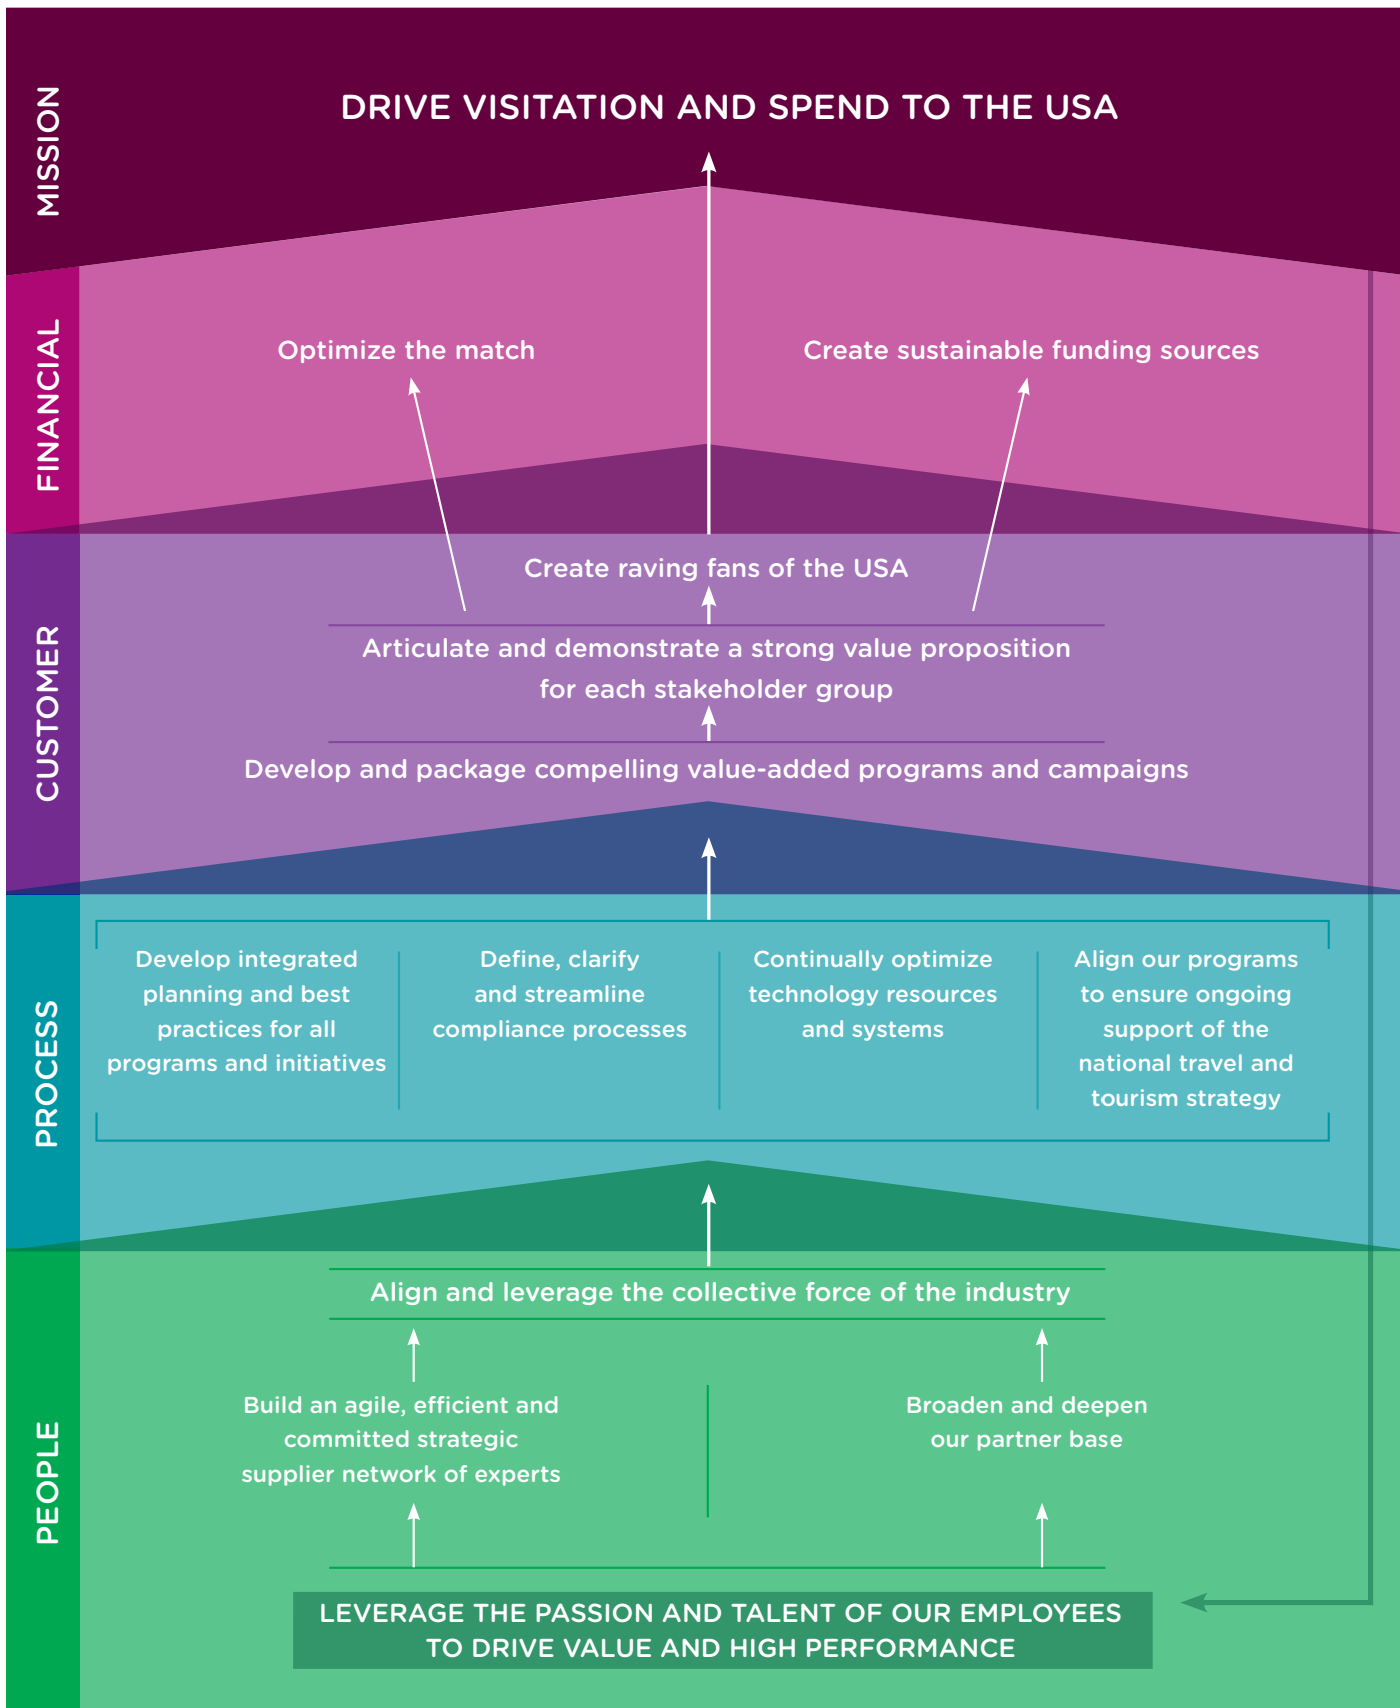 MISSION
DRIVE VISITATION AND SPEND TO THE USA
FINANCIAL
Optimize the match
Create sustainable funding sources
CUSTOMER
Create raving fans of the USA
Articulate and demonstrate a strong value proposition
for each stakeholder group
Develop and package compelling value-added programs and campaigns
PROCESS
Develop integrated
planning and best
practices for all
programs and initiatives
Define, clarify
and streamline
compliance processes
Continually optimize
technology resources
and systems
Align our programs
to ensure ongoing
support of the
national travel and
tourism strategy
PEOPLE
Align and leverage the collective force of the industry
Build an agile, efficient and
committed strategic
supplier network of experts
Broaden and deepen
our partner base
LEVERAGE THE PASSION AND TALENT OF OUR EMPLOYEES
TO DRIVE VALUE AND HIGH PERFORMANCE